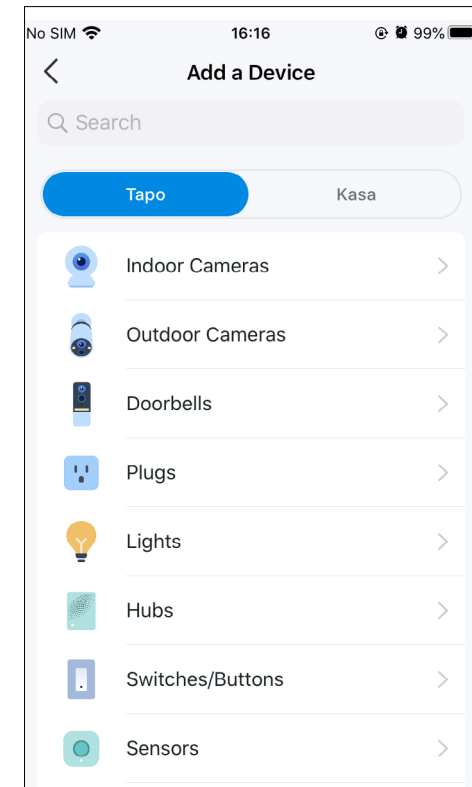 No SIM 16:16 99%
Add a Device
Search
Tapo Kasa
Indoor Cameras
Outdoor Cameras
Doorbells
Plugs
Lights
Hubs
Switches/Buttons
Sensors